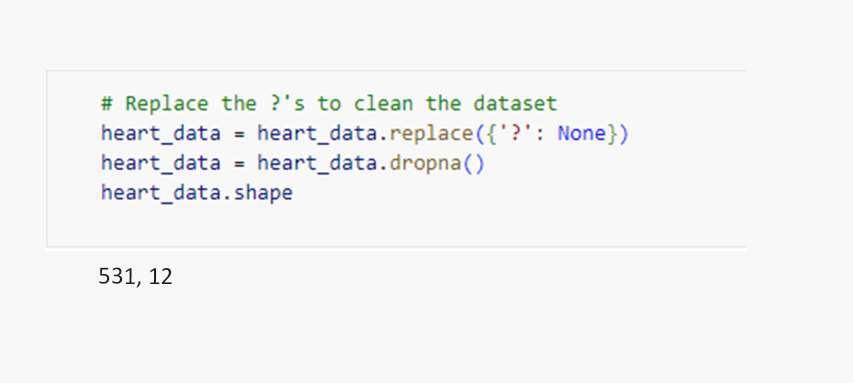 # Replace the ?'s to clean the dataset
heart_data = heart_data.replace({'?': None})
heart_data = heart_data.dropna()
heart_data.shape
531, 12